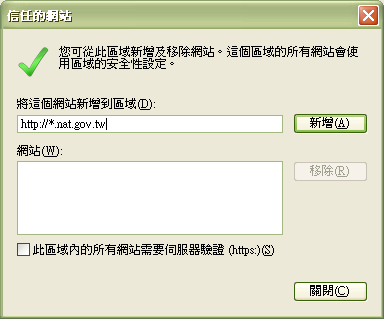 信任的網站
您可從此區域新增及移除網站。這個區域的所有網站會使
用區域的安全性設定。
將這個網站新增到區域(D):
http://*.nat.gov.tw
新增(A)
網站(W):
移除(R)
此區域內的所有網站需要伺服器驗證 (https:)(S)
關閉(C)